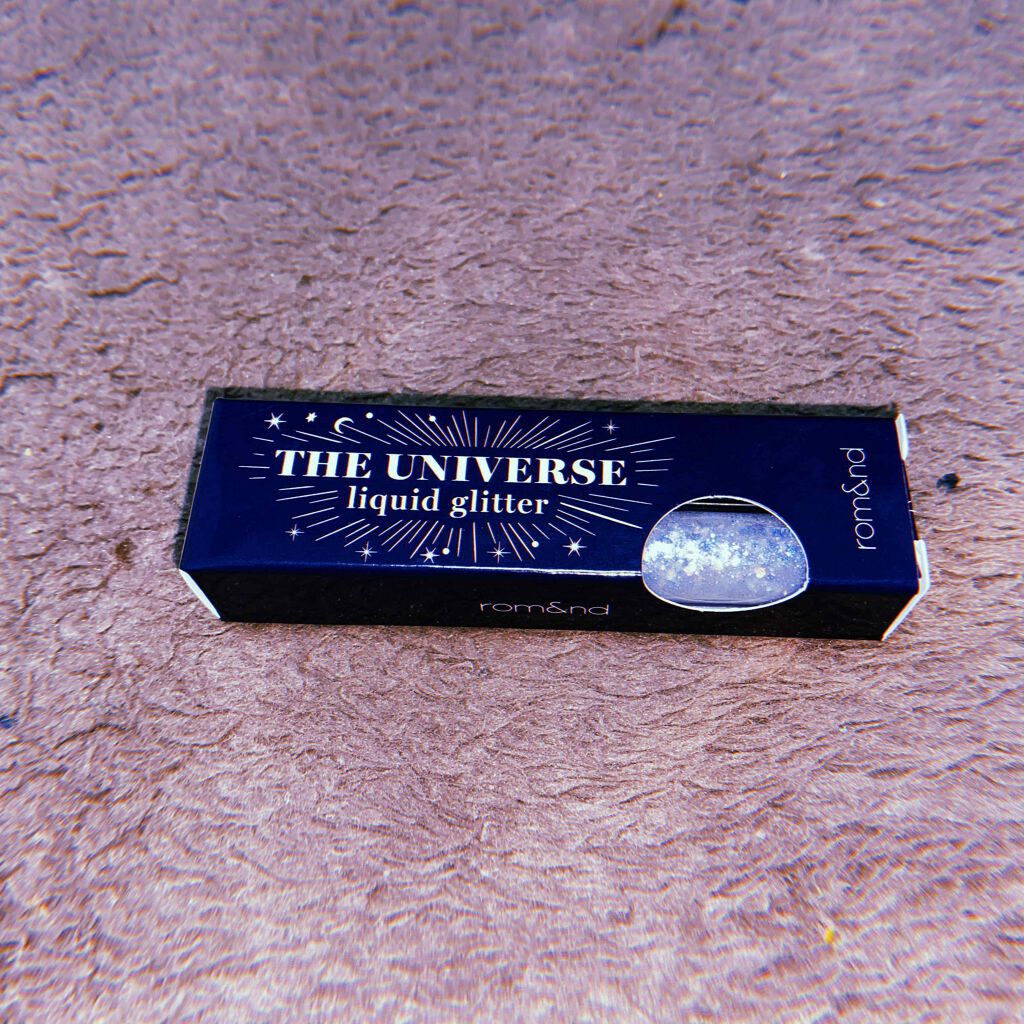 THE UNIVERSE
liquid glitter
rom&nd
rom&nd